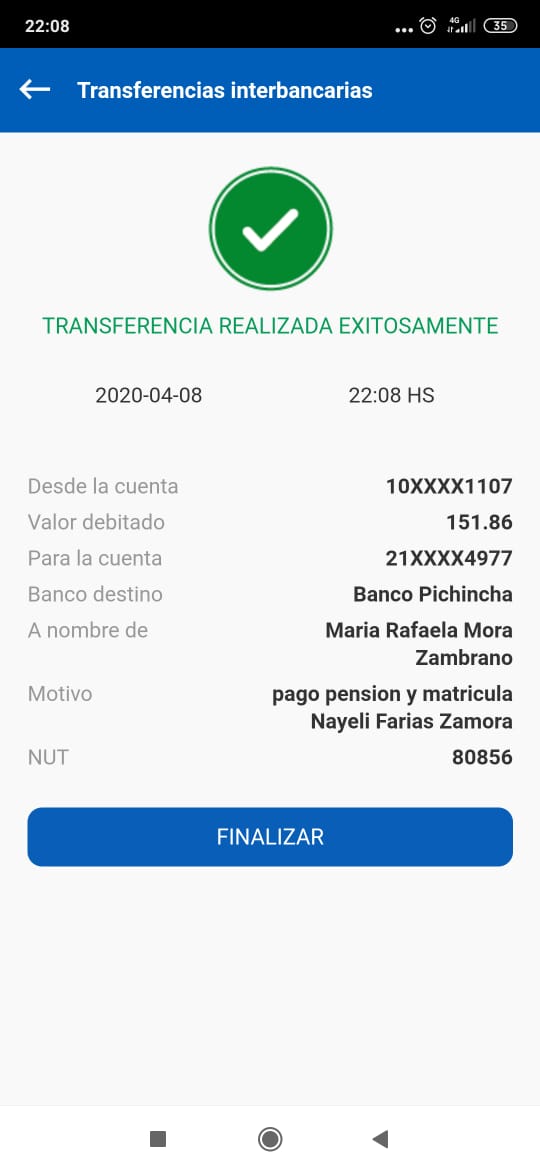 22:08
4G
35
Transferencias interbancarias
TRANSFERENCIA REALIZADA EXITOSAMENTE
2020-04-08 22:08 HS
Desde la cuenta 10XXXX1107
Valor debitado 151.86
Para la cuenta 21XXXX4977
Banco destino Banco Pichincha
A nombre de Maria Rafaela Mora
Zambrano
Motivo pago pension y matricula
Nayeli Farias Zamora
NUT 80856
FINALIZAR